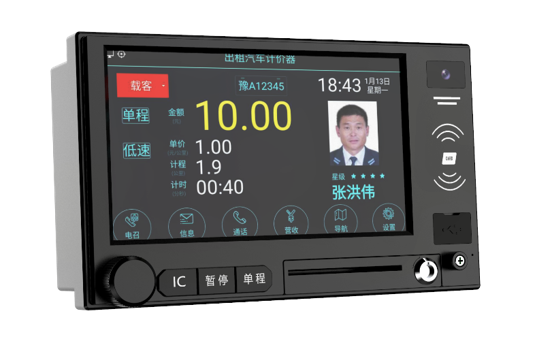 出租汽车计价器
载客
豫A12345
18:43
1月13日
星期一
单程
金额
10.00
低速
单价
1.00
计程
1.9
计时
00:40
星级 ★ ★ ★ ★
张洪伟
电召
信息
通话
营收
导航
设置
IC
暂停
单程